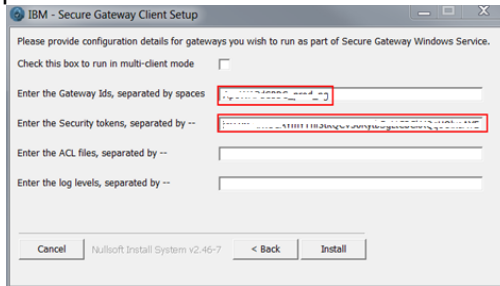 IBM - Secure Gateway Client Setup
Please provide configuration details for gateways you wish to run as part of Secure Gateway Windows Service.
Check this box to run in multi-client mode
Enter the Gateway Ids, separated by spaces
Enter the Security tokens, separated by --
Enter the ACL files, separated by --
Enter the log levels, separated by --
Cancel Nullsoft Install System v2.46-7 < Back Install